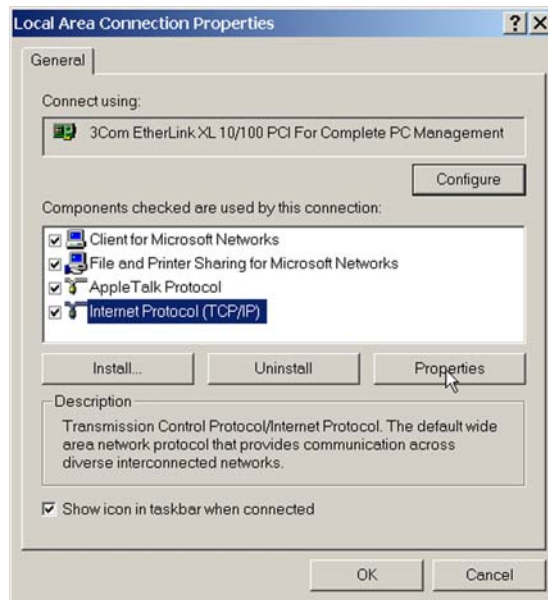 Local Area Connection Properties
General
Connect using:
3Com EtherLink XL 10/100 PCI For Complete PC Management
Configure
Components checked are used by this connection:
Client for Microsoft Networks
File and Printer Sharing for Microsoft Networks
AppleTalk Protocol
Internet Protocol (TCP/IP)
Install... Uninstall Properties
Description
Transmission Control Protocol/Internet Protocol. The default wide
area network protocol that provides communication across
diverse interconnected networks.
Show icon in taskbar when connected
OK Cancel